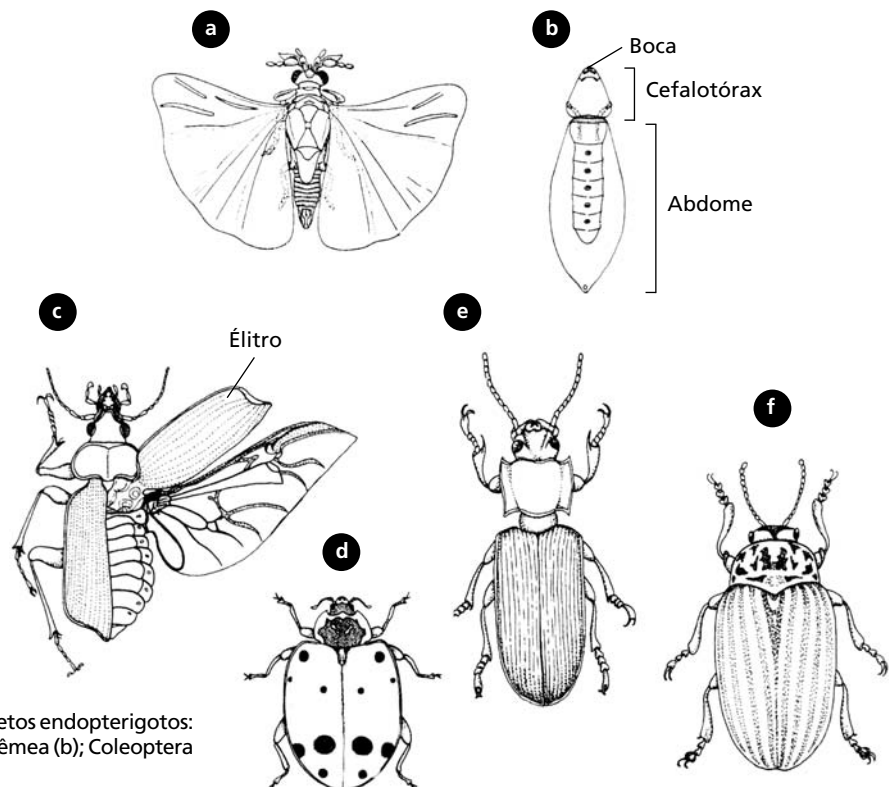 a
b
Boca
Cefalotórax
Abdome
c
Élitro
e
f
d
etos endopterigotos:
êmea (b); Coleoptera